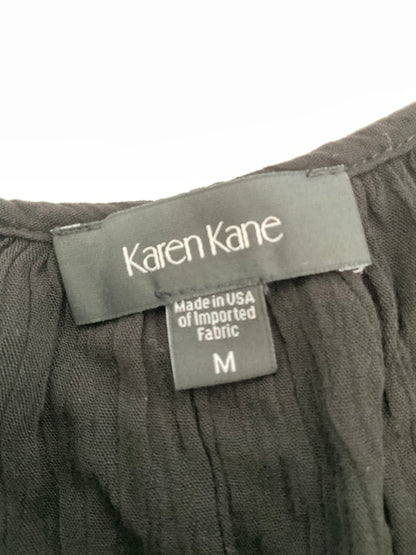 Karen Kane
Made in USA
of Imported
Fabric
M